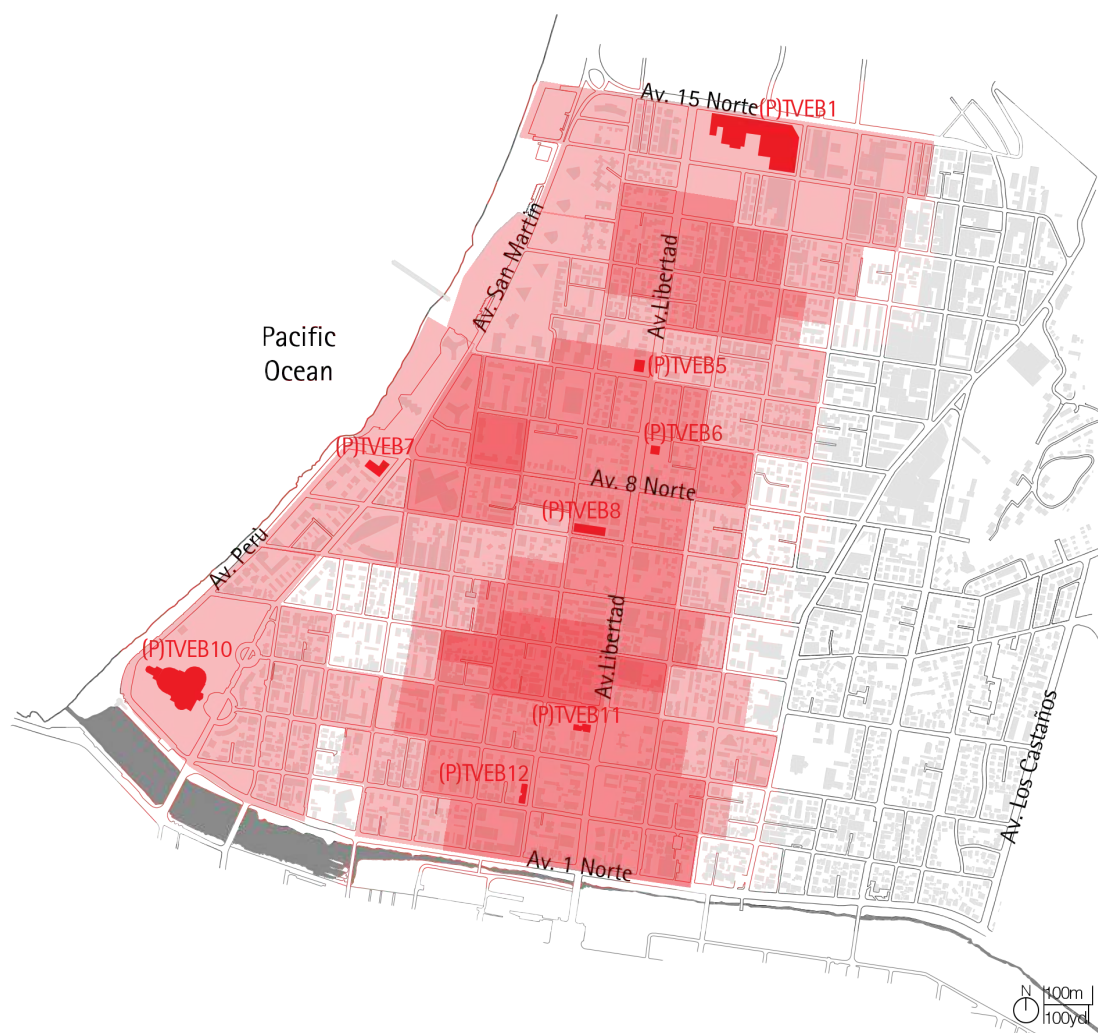 Av. 15 Norte
(P)TVEB1
Av. San Martín
Av.Libertad
Pacific
Ocean
(P)TVEB5
(P)TVEB6
(P)TVEB7
Av. 8 Norte
(P)TVEB8
Av. Perú
Av.Libertad
(P)TVEB10
(P)TVEB11
(P)TVEB12
Av. Los Castaños
Av. 1 Norte
N
100m
100yd